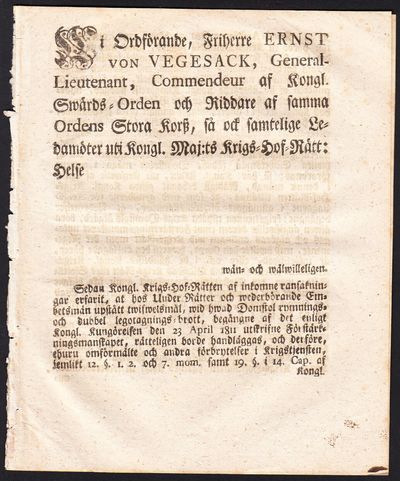 Wi Ordförande, Friherre ERNST
VON VEGESACK, General-
Lieutenant, Commendeur af Kongl.
Swärds-Orden och Riddare af samma
Ordens Stora Korß, så ock samtelige Le-
damöter uti Kongl. Maj:ts Krigs-Hof-Rätt:
Helse
wän- och wälwilleligen.
Sedan Kongl. Krigs-Hof-Rätten af inkomne ransaknin-
gar erfarit, at hos Under Rätter och wederbörande Em-
betsmän upstått twifwelsmål, wid hwad Domstol rymnings-
och dubbel legotagnings-brott, begångne af det enligt
Kongl. Kungörelsen den 23 April 1811 utskrifne Förstärk-
ningsmanskapet, rätteligen borde handläggas, och derföre,
ehuru omförmälte och andra förbrytelser i Krigstjensten,
jemlikt 12. §. 1. 2. och 7. mom. samt 19. §. i 14. Cap. af
Kongl.